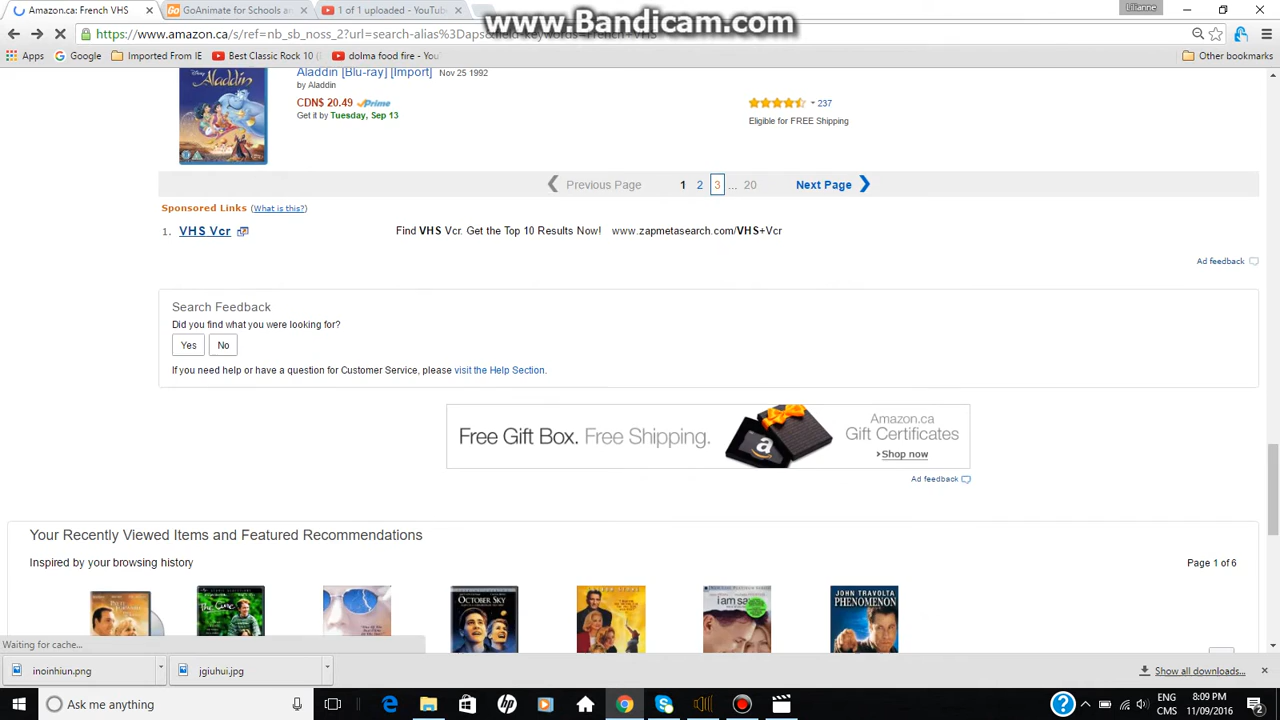 Amazon.ca: French VHS
GoAnimate for Schools and
1 of 1 uploaded - YouTube
Lilianne
www.Bandicam.com
https://www.amazon.ca/s/ref=nb_sb_noss_2?url=search-alias%3Daps
Apps
Google
Imported From IE
Best Classic Rock 10 (
dolma food fire - You
Other bookmarks
Aladdin
Aladdin [Blu-ray] [Import] Nov 25 1992
by Aladdin
CDN$ 20.49 Prime
Get it by Tuesday, Sep 13
237
Eligible for FREE Shipping
Previous Page 1 2 3 ... 20 Next Page
Sponsored Links (What is this?)
1. VHS Vcr Find VHS Vcr. Get the Top 10 Results Now! www.zapmetasearch.com/VHS+Vcr
Ad feedback
Search Feedback
Did you find what you were looking for?
Yes No
If you need help or have a question for Customer Service, please visit the Help Section.
Free Gift Box. Free Shipping.
a
Amazon.ca
Gift Certificates
Shop now
Ad feedback
Your Recently Viewed Items and Featured Recommendations
Inspired by your browsing history
Page 1 of 6
The Cure
OCTOBER SKY
i am sam
JOHN TRAVOLTA
PHENOMENON
Waiting for cache...
inoinhiun.png
jgiuhui.jpg
Show all downloads...
Ask me anything
ENG
CMS
8:09 PM
11/09/2016